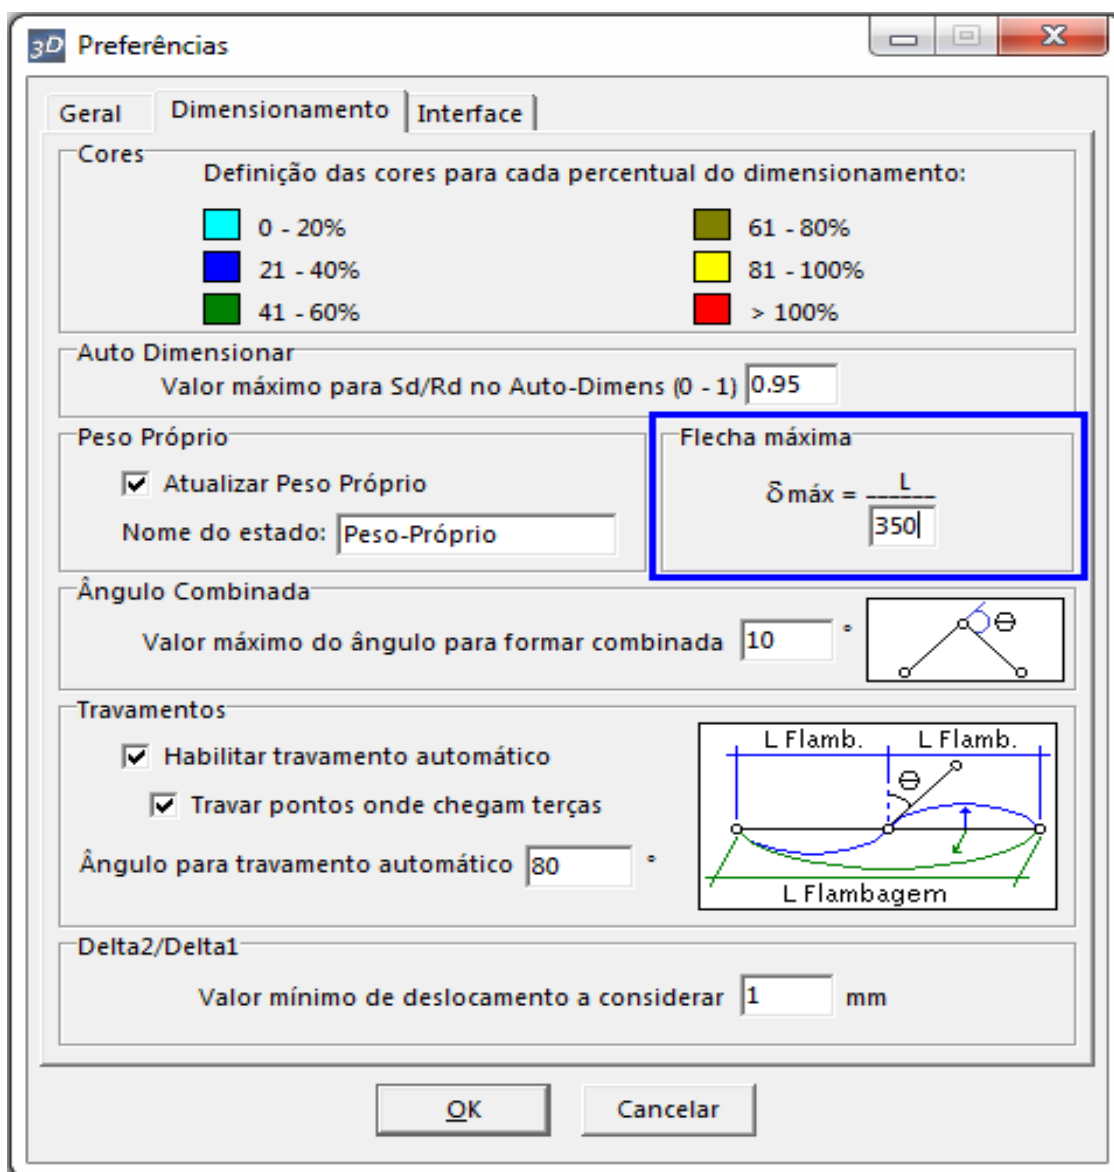 3D Preferências
Geral Dimensionamento Interface
Cores
Definição das cores para cada percentual do dimensionamento:
0 - 20% 61 - 80%
21 - 40% 81 - 100%
41 - 60% > 100%
Auto Dimensionar
Valor máximo para Sd/Rd no Auto-Dimens (0 - 1) 0.95
Peso Próprio
Atualizar Peso Próprio
Nome do estado: Peso-Próprio
Flecha máxima
δ máx = L
350
Ângulo Combinada
Valor máximo do ângulo para formar combinada 10 °
Θ
Travamentos
Habilitar travamento automático
Travar pontos onde chegam terças
Ângulo para travamento automático 80 °
L Flamb. L Flamb.
Θ
L Flambagem
Delta2/Delta1
Valor mínimo de deslocamento a considerar 1 mm
OK Cancelar